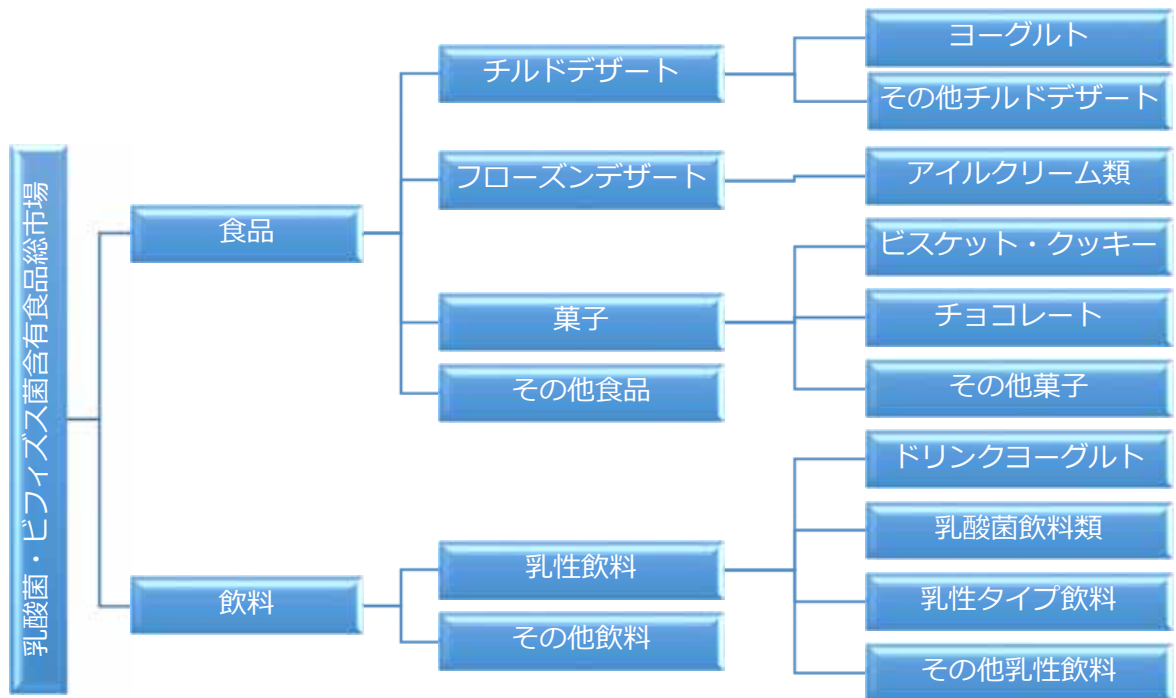 乳酸菌・ビフィズス菌含有食品総市場
食品
チルドデザート
ヨーグルト
その他チルドデザート
フローズンデザート
アイルクリーム類
菓子
ビスケット・クッキー
チョコレート
その他菓子
その他食品
飲料
乳性飲料
ドリンクヨーグルト
乳酸菌飲料類
乳性タイプ飲料
その他乳性飲料
その他飲料